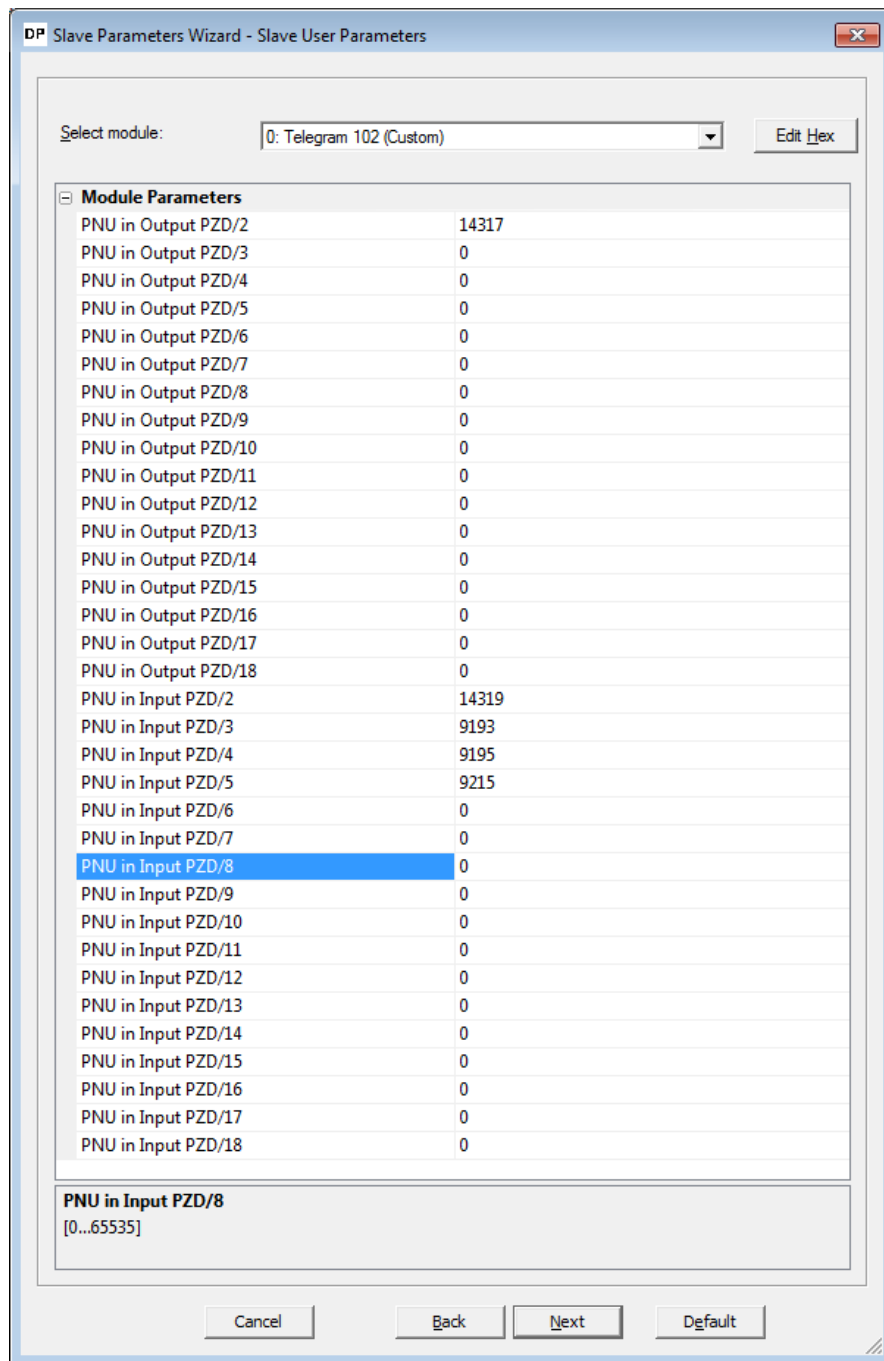 DP Slave Parameters Wizard - Slave User Parameters
Select module: 0: Telegram 102 (Custom) Edit Hex
Module Parameters
PNU in Output PZD/2 14317
PNU in Output PZD/3 0
PNU in Output PZD/4 0
PNU in Output PZD/5 0
PNU in Output PZD/6 0
PNU in Output PZD/7 0
PNU in Output PZD/8 0
PNU in Output PZD/9 0
PNU in Output PZD/10 0
PNU in Output PZD/11 0
PNU in Output PZD/12 0
PNU in Output PZD/13 0
PNU in Output PZD/14 0
PNU in Output PZD/15 0
PNU in Output PZD/16 0
PNU in Output PZD/17 0
PNU in Output PZD/18 0
PNU in Input PZD/2 14319
PNU in Input PZD/3 9193
PNU in Input PZD/4 9195
PNU in Input PZD/5 9215
PNU in Input PZD/6 0
PNU in Input PZD/7 0
PNU in Input PZD/8 0
PNU in Input PZD/9 0
PNU in Input PZD/10 0
PNU in Input PZD/11 0
PNU in Input PZD/12 0
PNU in Input PZD/13 0
PNU in Input PZD/14 0
PNU in Input PZD/15 0
PNU in Input PZD/16 0
PNU in Input PZD/17 0
PNU in Input PZD/18 0
PNU in Input PZD/8
[0...65535]
Cancel Back Next Default